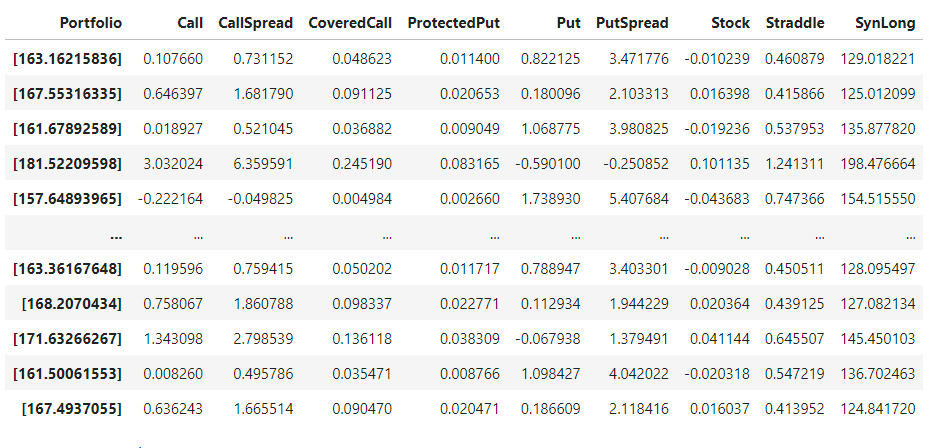 Portfolio Call CallSpread CoveredCall ProtectedPut Put PutSpread Stock Straddle SynLong
[163.16215836] 0.107660 0.731152 0.048623 0.011400 0.822125 3.471776 -0.010239 0.460879 129.018221
[167.55316335] 0.646397 1.681790 0.091125 0.020653 0.180096 2.103313 0.016398 0.415866 125.012099
[161.67892589] 0.018927 0.521045 0.036882 0.009049 1.068775 3.980825 -0.019236 0.537953 135.877820
[181.52209598] 3.032024 6.359591 0.245190 0.083165 -0.590100 -0.250852 0.101135 1.241311 198.476664
[157.64893965] -0.222164 -0.049825 0.004984 0.002660 1.738930 5.407684 -0.043683 0.747366 154.515550
... ... ... ... ... ... ... ... ... ...
[163.36167648] 0.119596 0.759415 0.050202 0.011717 0.788947 3.403301 -0.009028 0.450511 128.095497
[168.2070434] 0.758067 1.860788 0.098337 0.022771 0.112934 1.944229 0.020364 0.439125 127.082134
[171.63266267] 1.343098 2.798539 0.136118 0.038309 -0.067938 1.379491 0.041144 0.645507 145.450103
[161.50061553] 0.008260 0.495786 0.035471 0.008766 1.098427 4.042022 -0.020318 0.547219 136.702463
[167.4937055] 0.636243 1.665514 0.090470 0.020471 0.186609 2.118416 0.016037 0.413952 124.841720